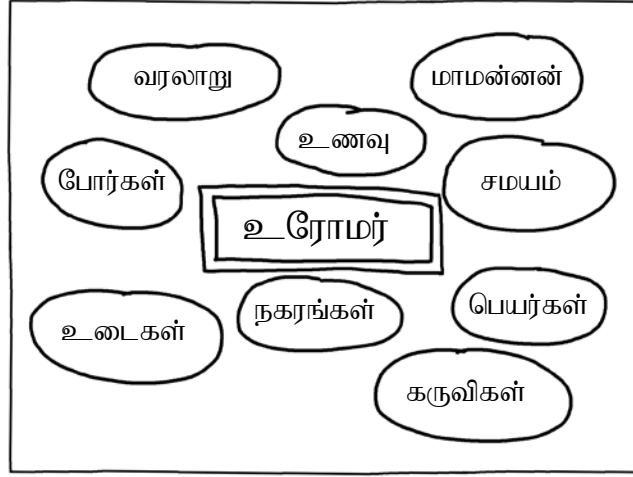 வரலாறு
மாமன்னன்
உணவு
போர்கள்
சமயம்
உரோமர்
நகரங்கள்
பெயர்கள்
உடைகள்
கருவிகள்